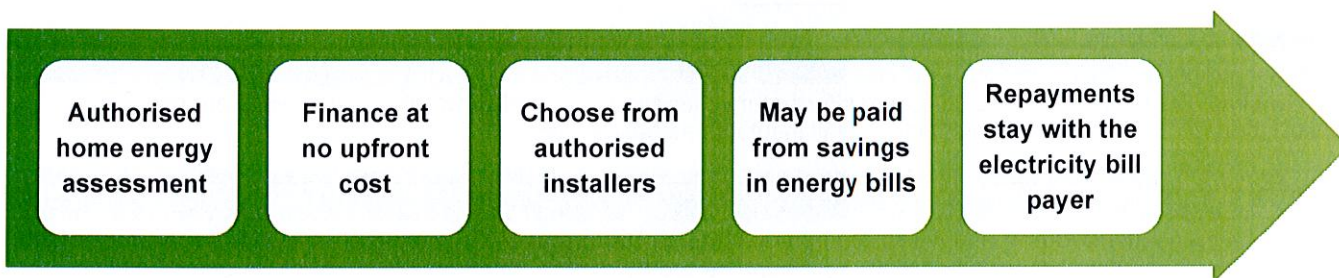 Authorised
home energy
assessment
Finance at
no upfront
cost
Choose from
authorised
installers
May be paid
from savings
in energy bills
Repayments
stay with the
electricity bill
payer